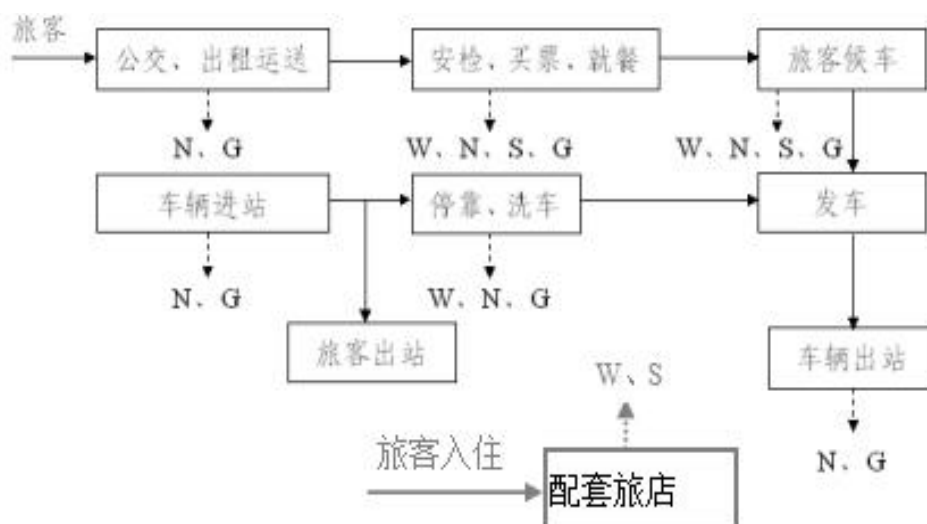 旅客
公交、出租运送
安检、买票、就餐
旅客候车
N、G
W、N、S、G
W、N、S、G
车辆进站
停靠、洗车
发车
N、G
W、N、G
旅客出站
车辆出站
W、S
旅客入住
配套旅店
N、G